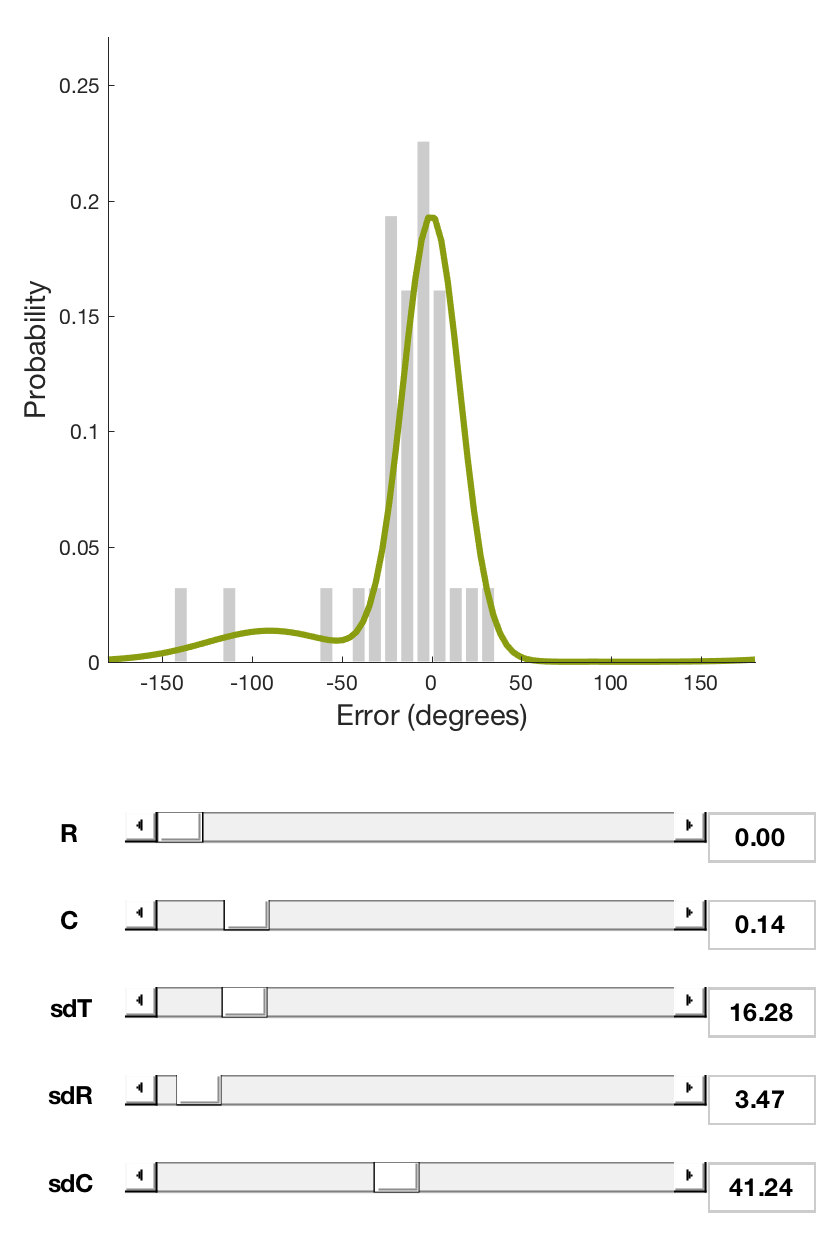 0.25
0.2
0.15
0.1
0.05
0
Probability
-150 -100 -50 0 50 100 150
Error (degrees)
R 0.00
C 0.14
sdT 16.28
sdR 3.47
sdC 41.24